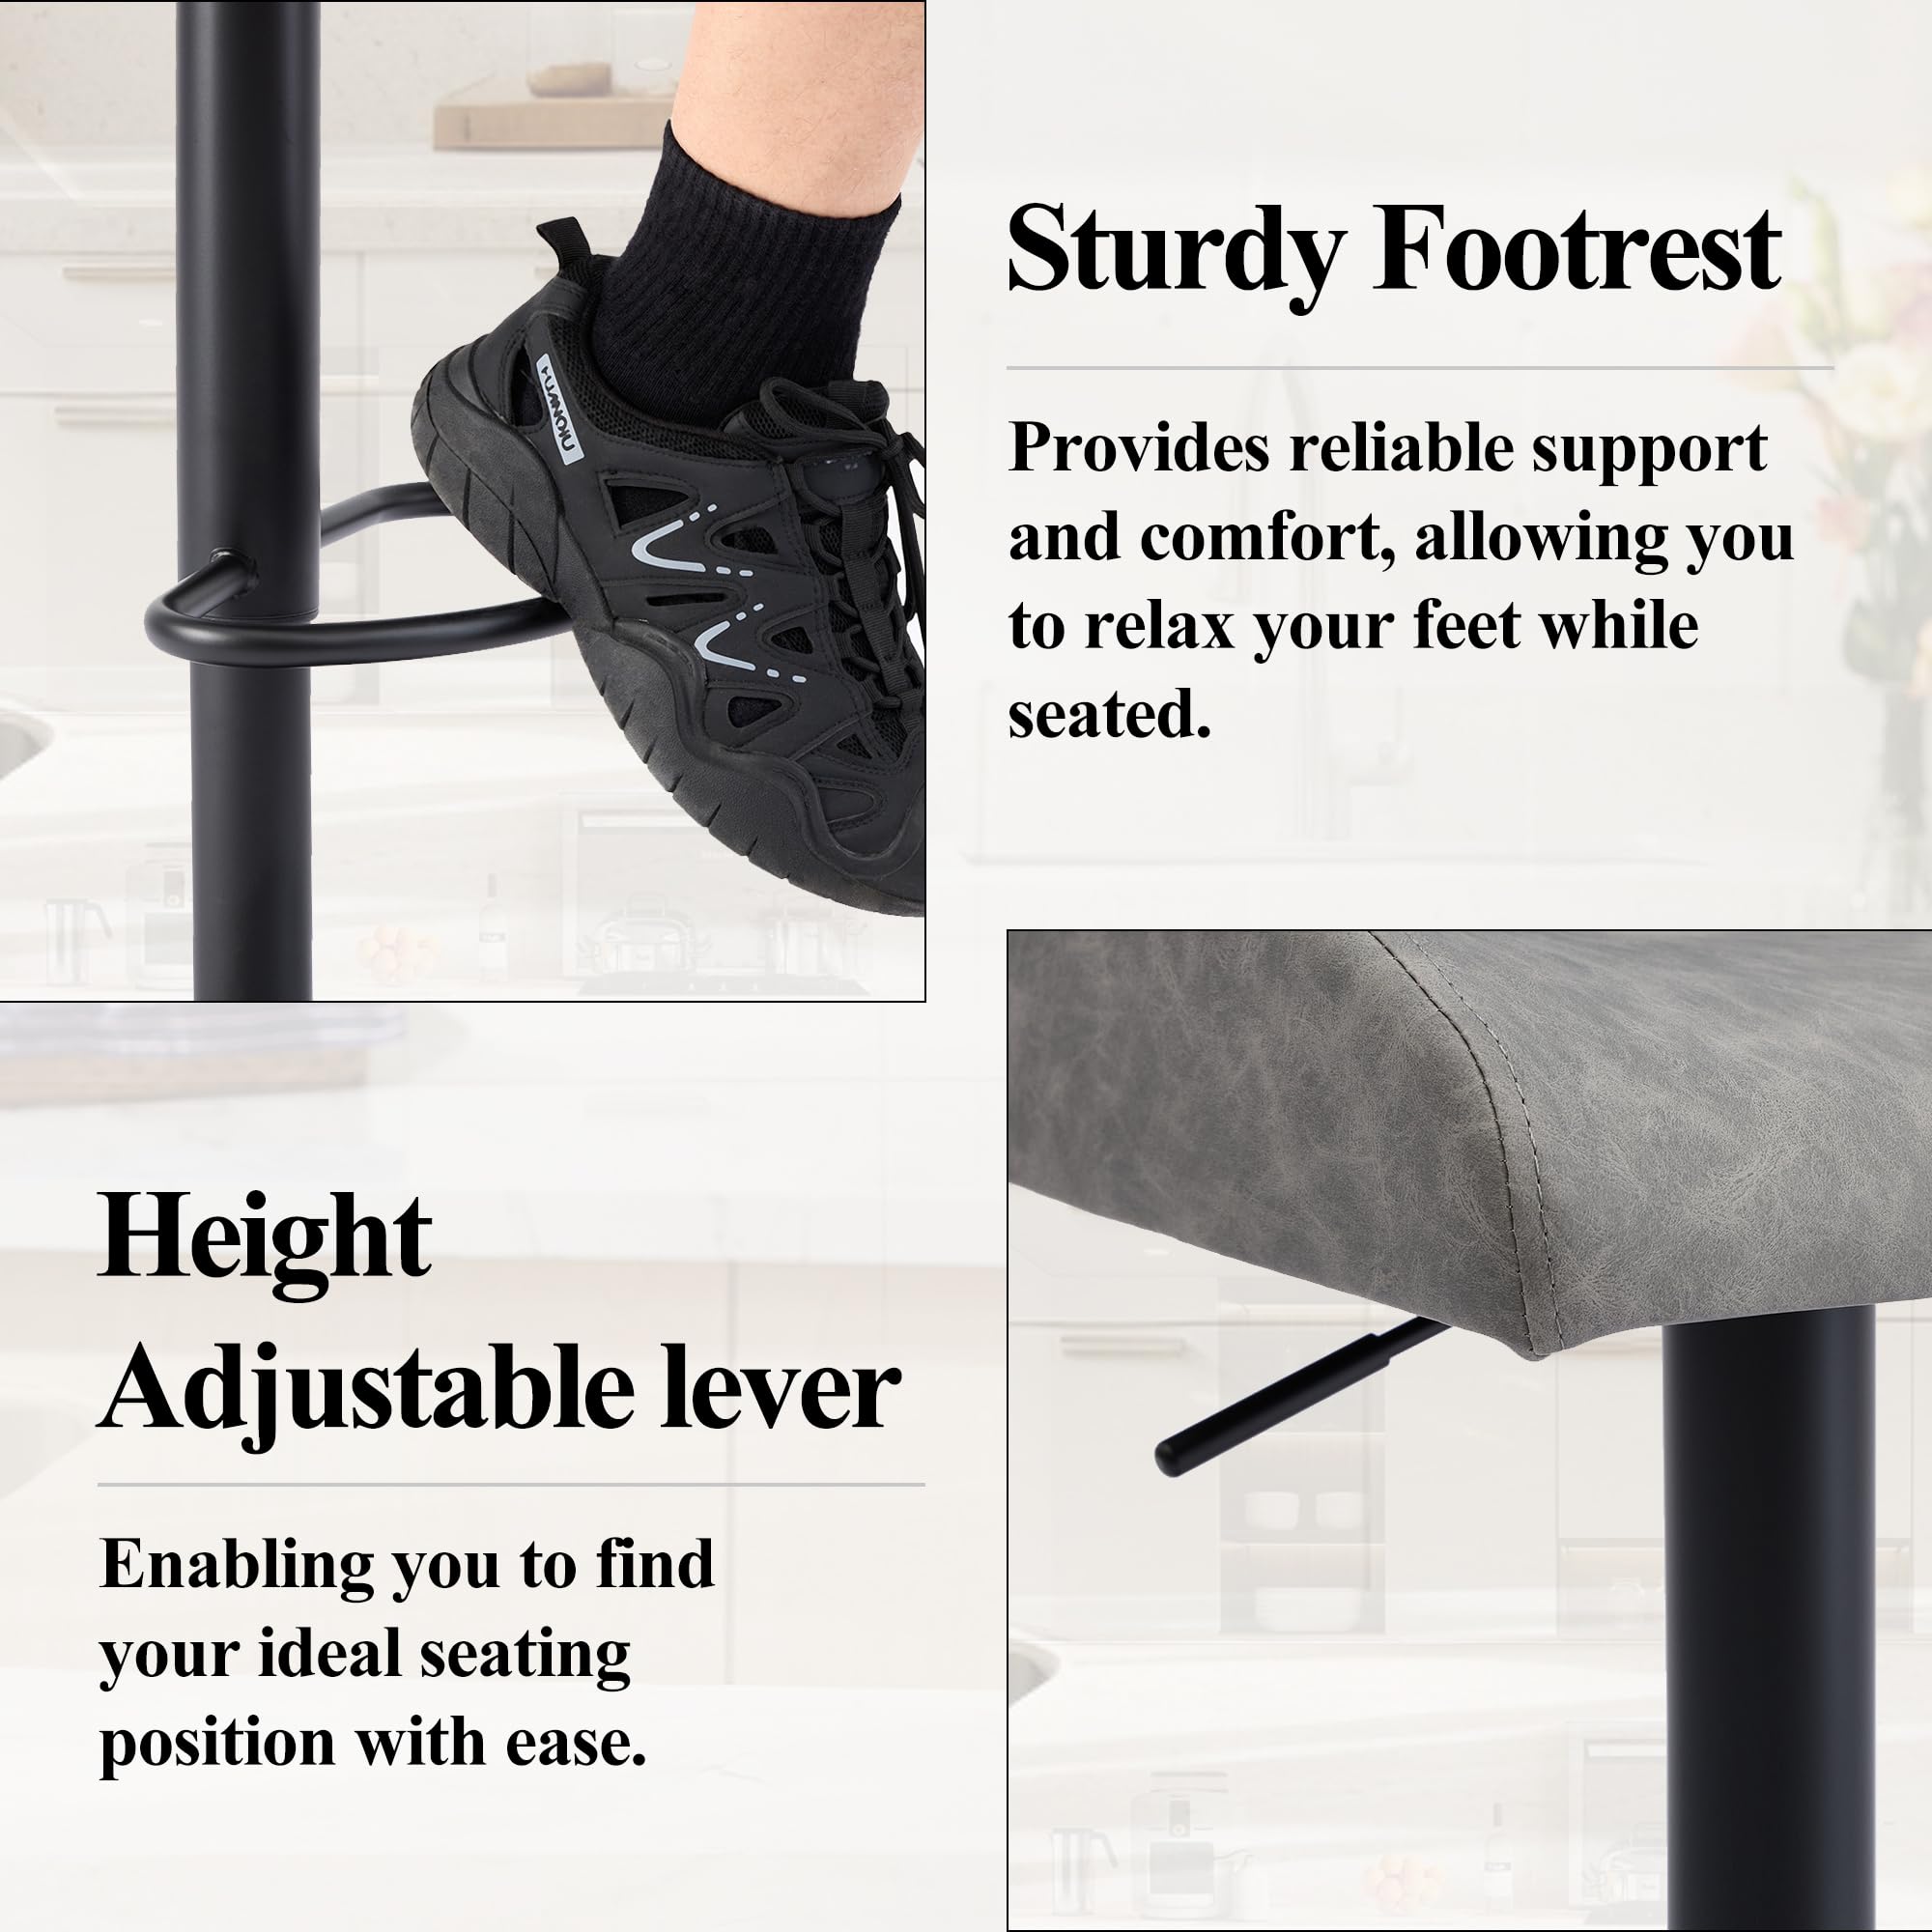 Sturdy Footrest
Provides reliable support
and comfort, allowing you
to relax your feet while
seated.
Height
Adjustable lever
Enabling you to find
your ideal seating
position with ease.